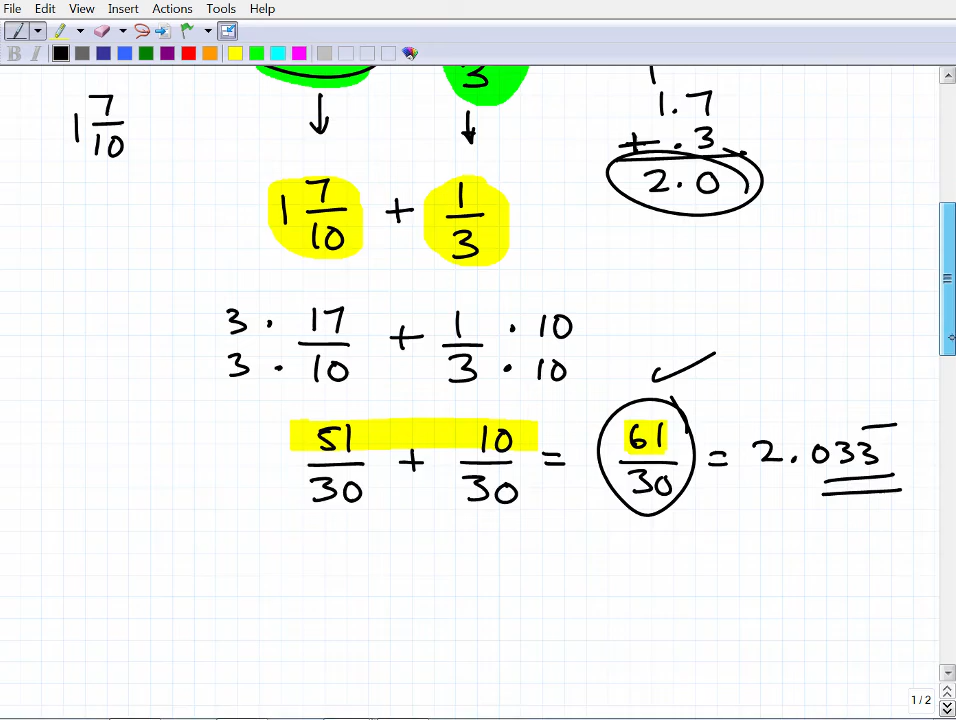 File Edit View Insert Actions Tools Help
B I
3
1 7/10
1.7
+ .3
2.0
1 7/10 + 1/3
3 · 17/3 · 10 + 1/3 · 10/10
51/30 + 10/30 = 61/30 = 2.033̅
1 / 2